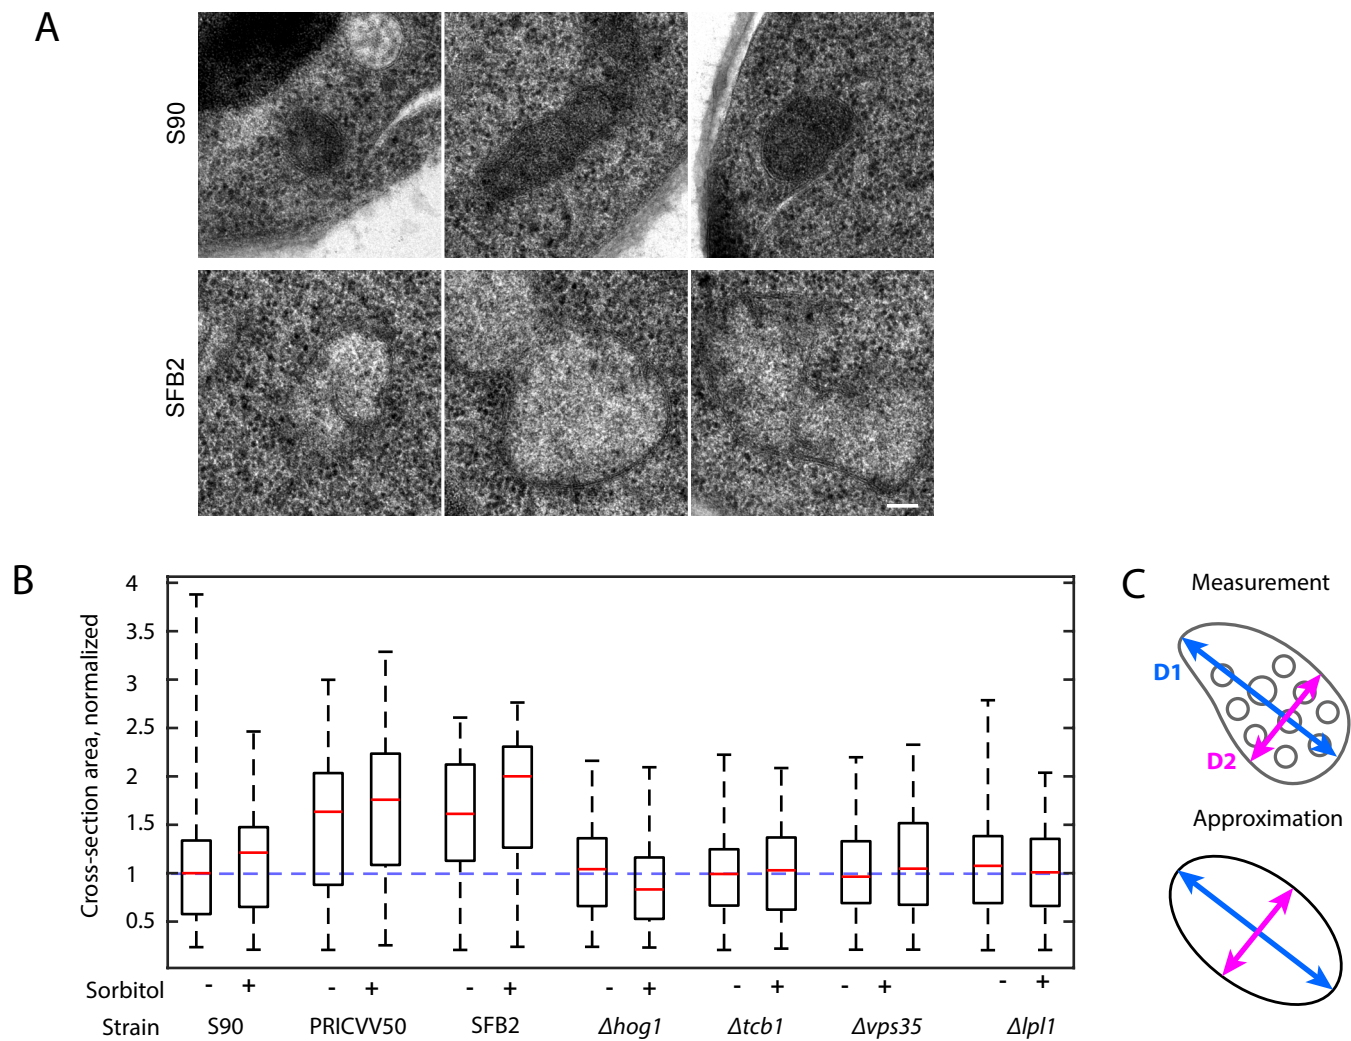 A
S90
SFB2
B
Cross-section area, normalized
4
3.5
3
2.5
2
1.5
1
0.5
Sorbitol - + - + - + - + - + - + - +
Strain S90 PRICVV50 SFB2 Δhog1 Δtcb1 Δvps35 Δlpl1
C
Measurement
D1
D2
Approximation